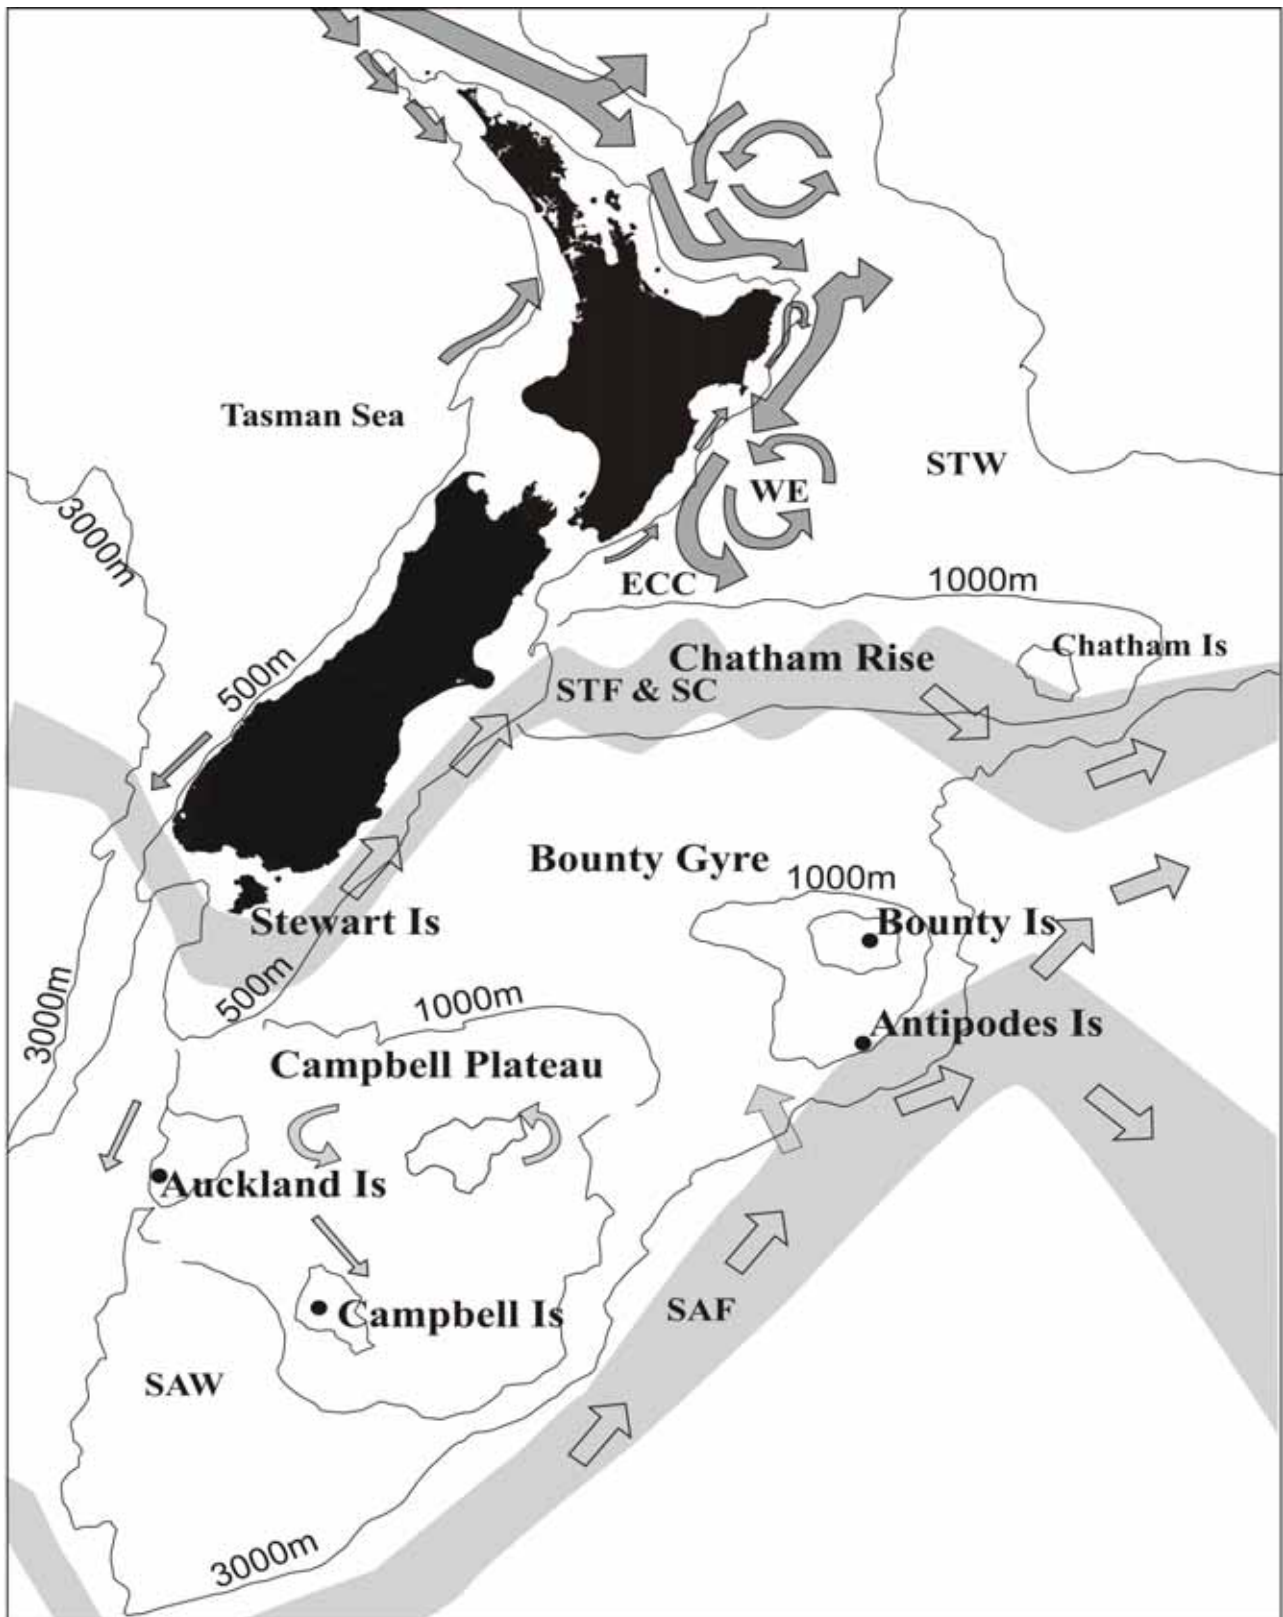 Tasman Sea
STW
3000m
WE
ECC
1000m
Chatham Rise
Chatham Is
500m
STF & SC
Bounty Gyre
1000m
Stewart Is
Bounty Is
3000m
500m
1000m
Antipodes Is
Campbell Plateau
Auckland Is
Campbell Is
SAF
SAW
3000m